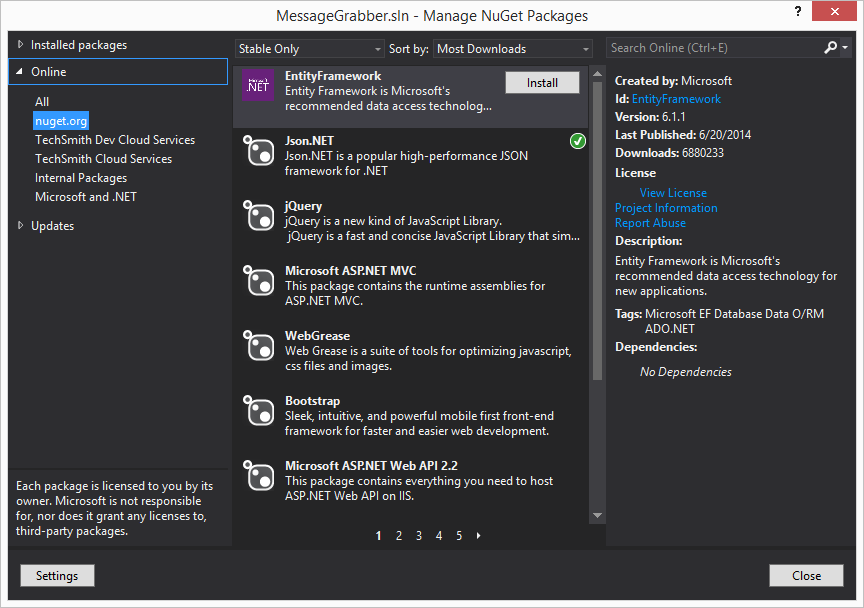 MessageGrabber.sln - Manage NuGet Packages
?
Installed packages
Online
All
nuget.org
TechSmith Dev Cloud Services
TechSmith Cloud Services
Internal Packages
Microsoft and .NET
Updates
Each package is licensed to you by its
owner. Microsoft is not responsible
for, nor does it grant any licenses to,
third-party packages.
Stable Only
Sort by:
Most Downloads
.NET
EntityFramework
Entity Framework is Microsoft's
recommended data access technolog...
Install
Json.NET
Json.NET is a popular high-performance JSON
framework for .NET
jQuery
jQuery is a new kind of JavaScript Library.
jQuery is a fast and concise JavaScript Library that sim...
Microsoft ASP.NET MVC
This package contains the runtime assemblies for
ASP.NET MVC.
WebGrease
Web Grease is a suite of tools for optimizing javascript,
css files and images.
Bootstrap
Sleek, intuitive, and powerful mobile first front-end
framework for faster and easier web development.
Microsoft ASP.NET Web API 2.2
This package contains everything you need to host
ASP.NET Web API on IIS.
1 2 3 4 5
Search Online (Ctrl+E)
Created by: Microsoft
Id: EntityFramework
Version: 6.1.1
Last Published: 6/20/2014
Downloads: 6880233
License
View License
Project Information
Report Abuse
Description:
Entity Framework is Microsoft's
recommended data access technology for
new applications.
Tags: Microsoft EF Database Data O/RM
ADO.NET
Dependencies:
No Dependencies
Settings
Close